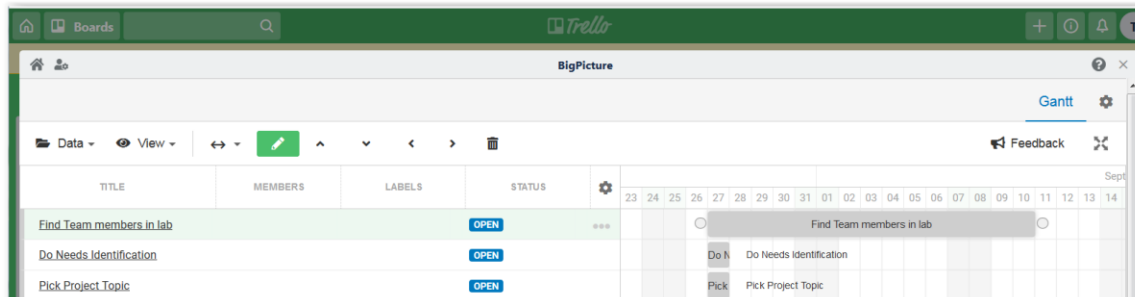 Boards Trello T
BigPicture
Gantt
Data View Feedback
TITLE MEMBERS LABELS STATUS Sept
23 24 25 26 27 28 29 30 31 01 02 03 04 05 06 07 08 09 10 11 12 13 14
Find Team members in lab OPEN Find Team members in lab
Do Needs Identification OPEN Do N Do Needs Identification
Pick Project Topic OPEN Pick Pick Project Topic